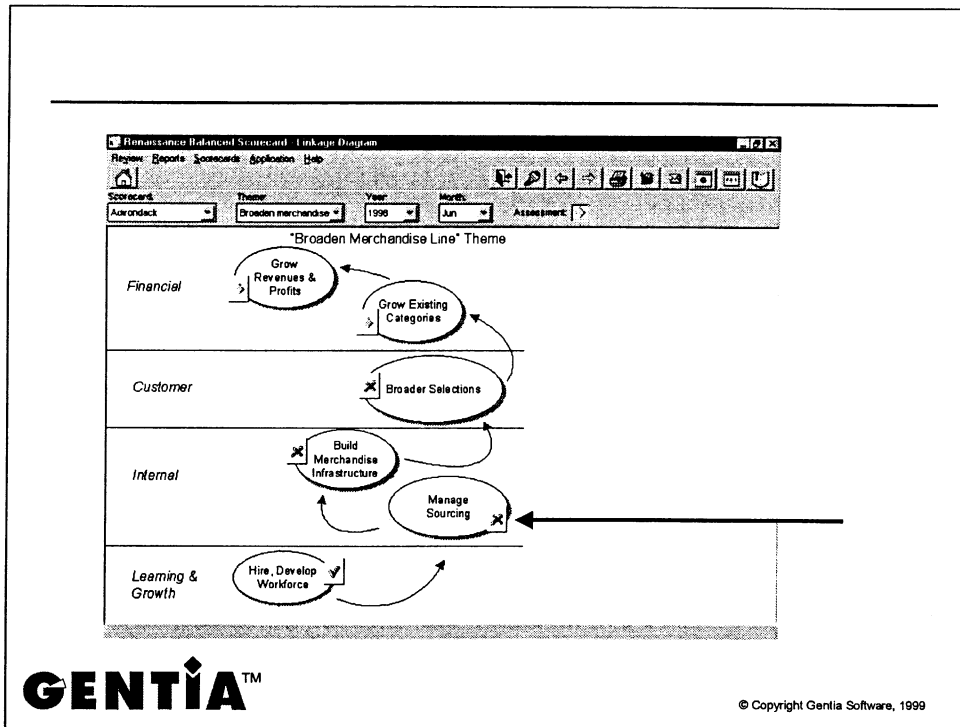 Renaissance Balanced Scorecard - Linkage Diagram
Review Reports Scorecards Application Help
Scorecard: Theme: Year Month:
Adirondack Broaden merchandise 1998 Jun Assessment:
"Broaden Merchandise Line" Theme
Financial
Grow
Revenues &
Profits
Grow Existing
Categories
Customer
Broader Selections
Internal
Build
Merchandise
Infrastructure
Manage
Sourcing
Learning &
Growth
Hire, Develop
Workforce
GENTIA™
© Copyright Gentia Software, 1999